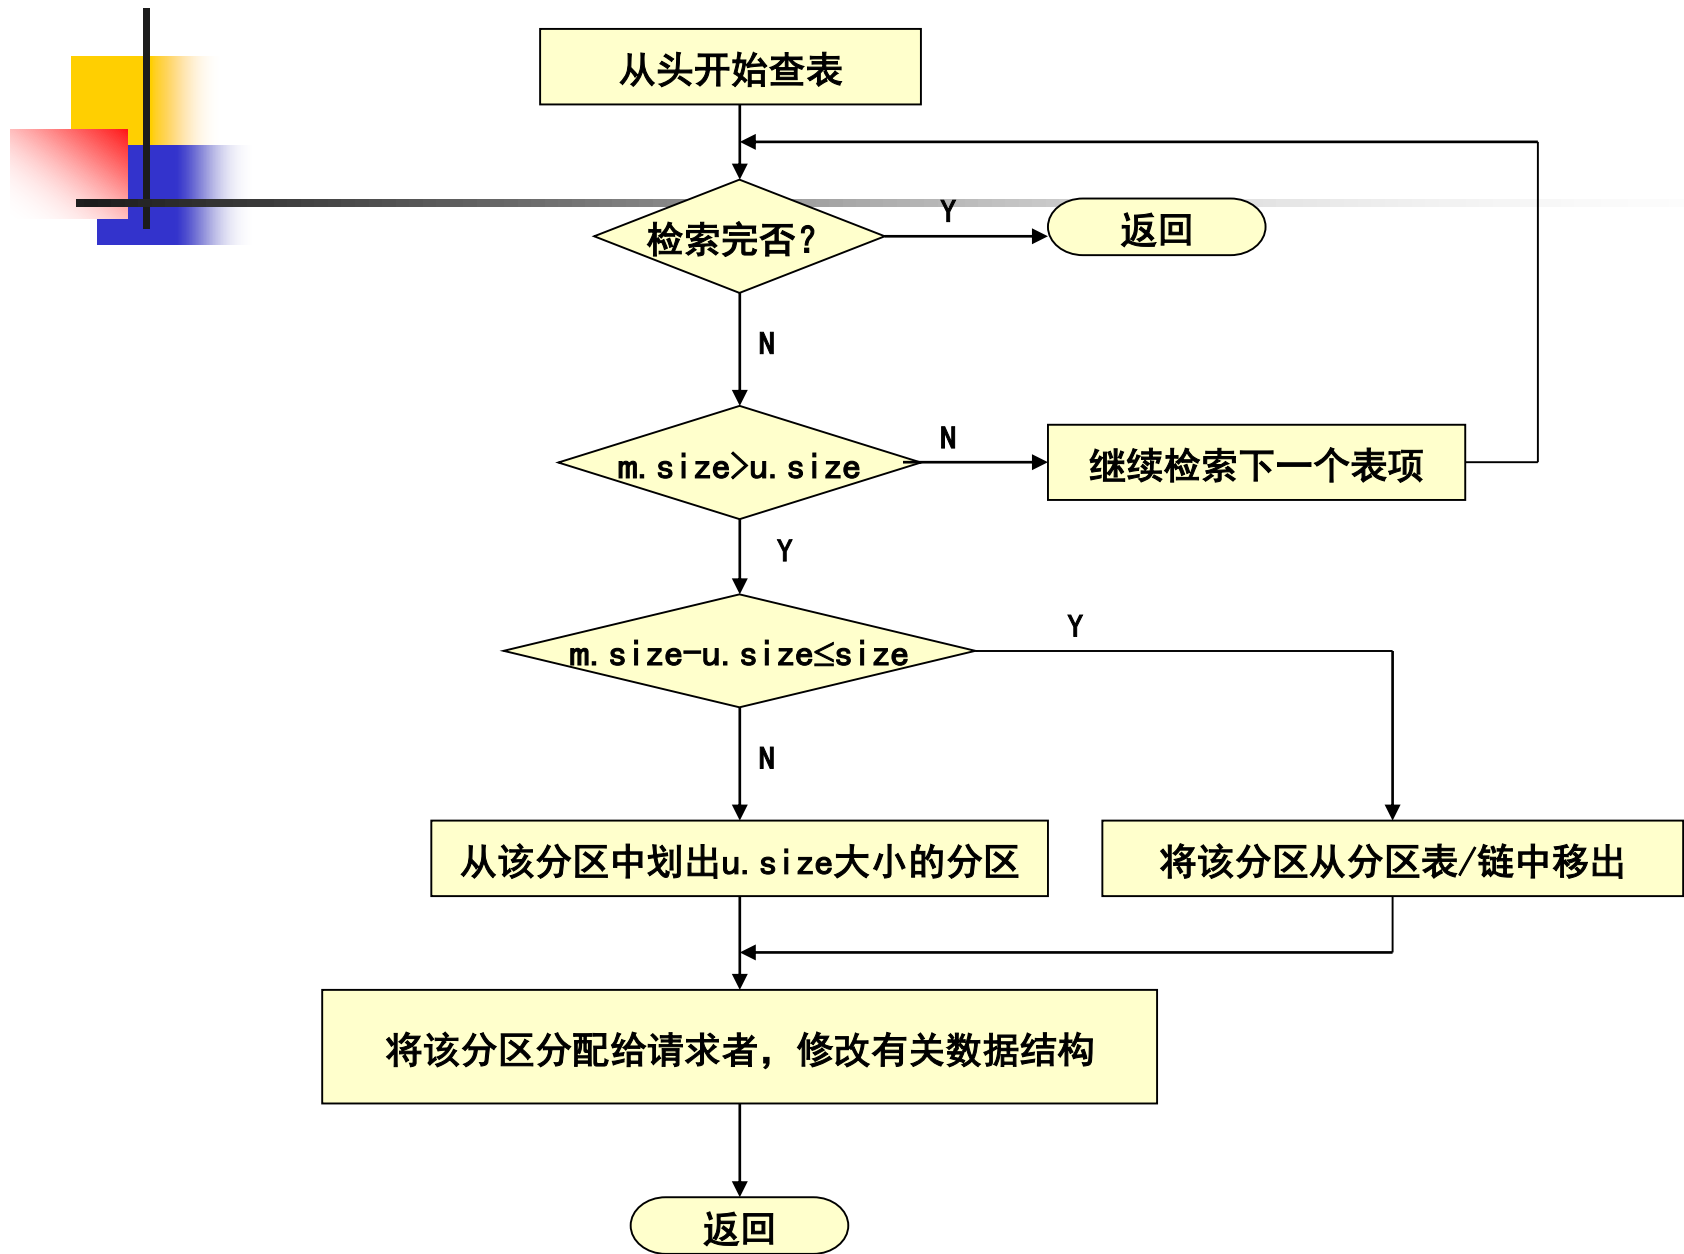 从头开始查表
检索完否?
Y
返回
N
m.size>u.size
N
继续检索下一个表项
Y
m.size-u.size≤size
Y
N
从该分区中划出u.size大小的分区
将该分区从分区表/链中移出
将该分区分配给请求者，修改有关数据结构
返回